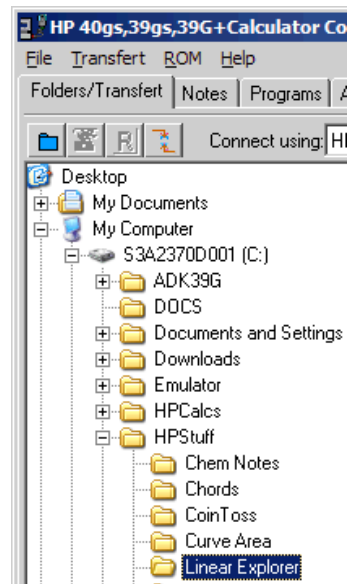 HP 40gs,39gs,39G+Calculator Co
File Transfert ROM Help
Folders/Transfert Notes Programs A
R Connect using: H
Desktop
My Documents
My Computer
S3A2370D001 (C:)
ADK39G
DOCS
Documents and Settings
Downloads
Emulator
HPCalcs
HPStuff
Chem Notes
Chords
CoinToss
Curve Area
Linear Explorer